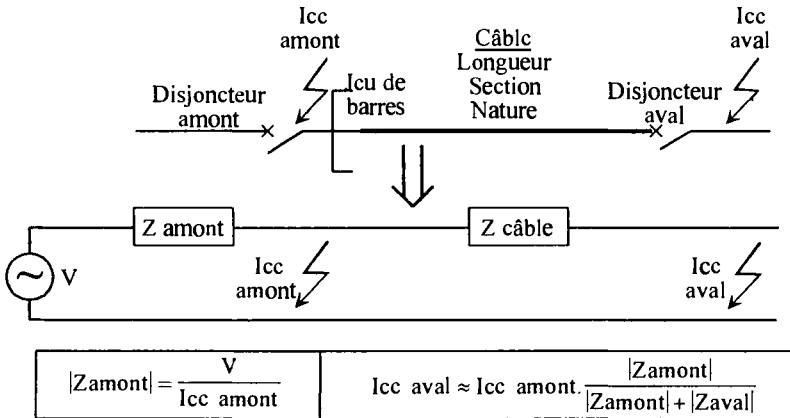 Icc
amont
Câblc
Longueur
Section
Nature
Icc
aval
Disjoncteur
amont
Icu de
barres
Disjoncteur
aval
Z amont
Z câble
V
Icc
amont
Icc
aval
|Zamont| = V / Icc amont
Icc aval ≈ Icc amont. |Zamont| / |Zamont| + |Zaval|